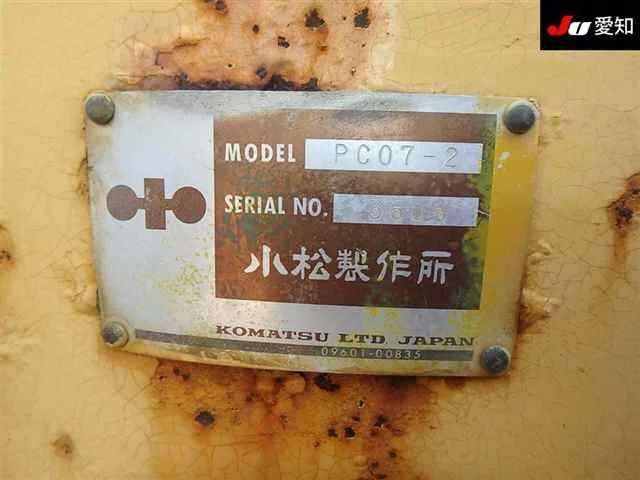 JU 愛知
MODEL PC07-2
SERIAL NO.
小松製作所
KOMATSU LTD JAPAN
09601-00835